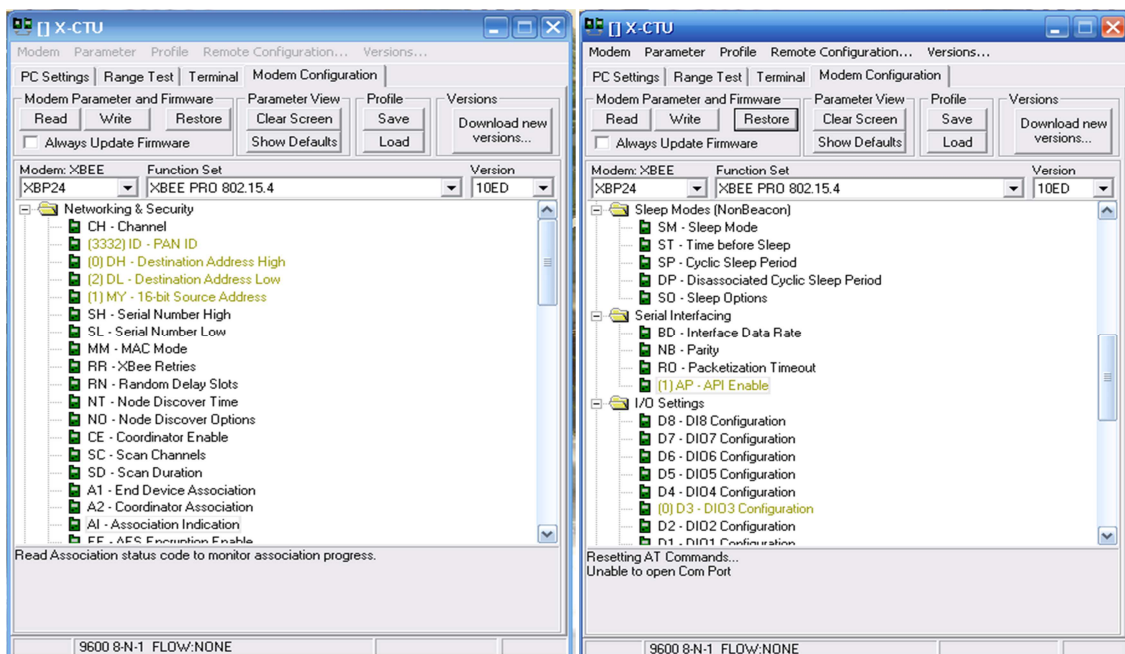 [] X-CTU
Modem Parameter Profile Remote Configuration... Versions...
PC Settings Range Test Terminal Modem Configuration
Modem Parameter and Firmware Parameter View Profile Versions
Read Write Restore Clear Screen Save Download new versions...
Always Update Firmware Show Defaults Load
Modem: XBEE Function Set Version
XBP24 XBEE PRO 802.15.4 10ED
Networking & Security
CH - Channel
(3332) ID - PAN ID
(0) DH - Destination Address High
(2) DL - Destination Address Low
(1) MY - 16-bit Source Address
SH - Serial Number High
SL - Serial Number Low
MM - MAC Mode
RR - XBee Retries
RN - Random Delay Slots
NT - Node Discover Time
NO - Node Discover Options
CE - Coordinator Enable
SC - Scan Channels
SD - Scan Duration
A1 - End Device Association
A2 - Coordinator Association
AI - Association Indication
EE - AES Encryption Enable
Read Association status code to monitor association progress.
9600 8-N-1 FLOW:NONE
[] X-CTU
Modem Parameter Profile Remote Configuration... Versions...
PC Settings Range Test Terminal Modem Configuration
Modem Parameter and Firmware Parameter View Profile Versions
Read Write Restore Clear Screen Save Download new versions...
Always Update Firmware Show Defaults Load
Modem: XBEE Function Set Version
XBP24 XBEE PRO 802.15.4 10ED
Sleep Modes (NonBeacon)
SM - Sleep Mode
ST - Time before Sleep
SP - Cyclic Sleep Period
DP - Disassociated Cyclic Sleep Period
SO - Sleep Options
Serial Interfacing
BD - Interface Data Rate
NB - Parity
RO - Packetization Timeout
(1) AP - API Enable
I/O Settings
D8 - DI8 Configuration
D7 - DIO7 Configuration
D6 - DIO6 Configuration
D5 - DIO5 Configuration
D4 - DIO4 Configuration
(0) D3 - DIO3 Configuration
D2 - DIO2 Configuration
D1 - DIO1 Configuration
Resetting AT Commands...
Unable to open Com Port
9600 8-N-1 FLOW:NONE